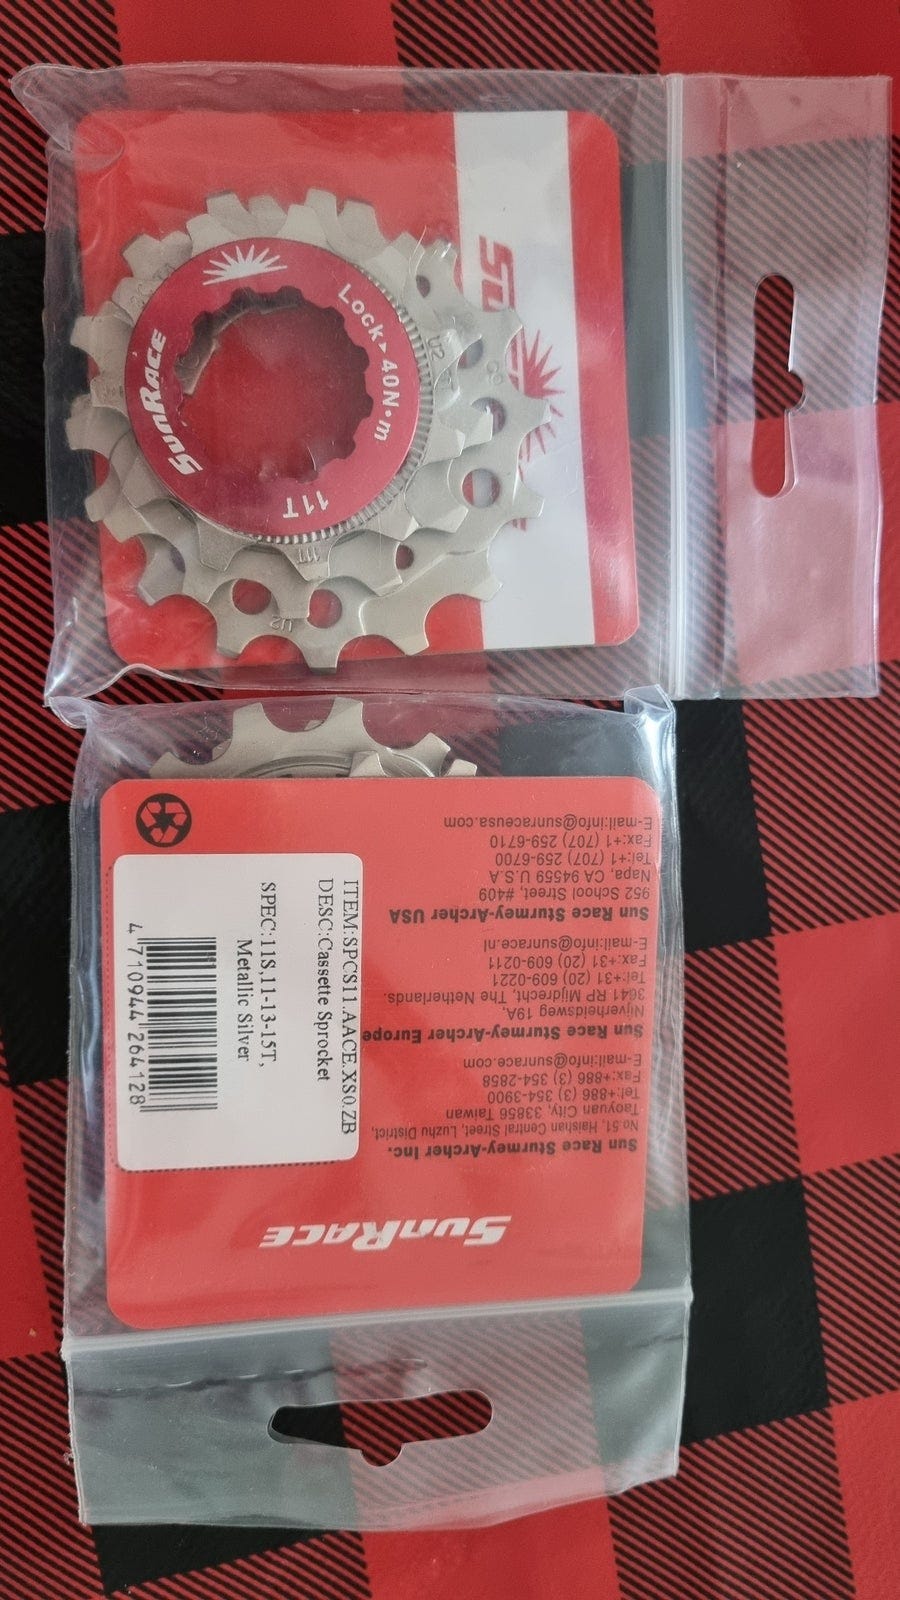 SUNRACE
Lock ▸ 40N·m
11T
11T
U2
U2
SU
ITEM:SPCS11.AACE.XS0.ZB
DESC:Cassette Sprocket
SPEC:11S,11-13-15T,
Metallic Silver
4 710944 264128
SUNRACE
Sun Race Sturmey-Archer Inc.
No.51, Haishan Central Street, Luzhu District,
Taoyuan City, 33856 Taiwan
Tel:+886 (3) 354-3900
Fax:+886 (3) 354-2858
E-mail:info@sunrace.com
Sun Race Sturmey-Archer Europe
Nijverheidsweg 19A,
3641 RP Mijdrecht, The Netherlands.
Tel:+31 (20) 609-0221
Fax:+31 (20) 609-0211
E-mail:info@sunrace.nl
Sun Race Sturmey-Archer USA
952 School Street, #409
Napa, CA 94559 U.S.A
Tel:+1 (707) 259-6700
Fax:+1 (707) 259-6710
E-mail:info@sunraceusa.com